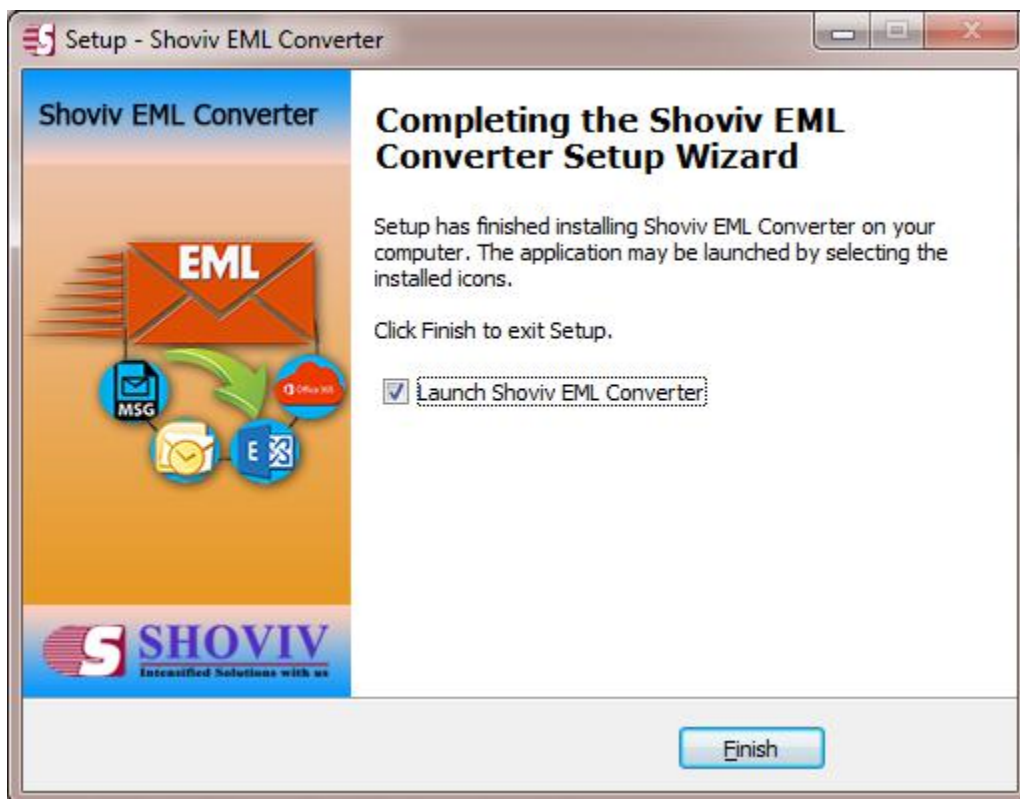 Setup - Shoviv EML Converter
Shoviv EML Converter
Completing the Shoviv EML
Converter Setup Wizard
Setup has finished installing Shoviv EML Converter on your
computer. The application may be launched by selecting the
installed icons.
Click Finish to exit Setup.
Launch Shoviv EML Converter
EML
MSG
Office 365
E
S SHOVIV
Intensified Solutions with us
Finish